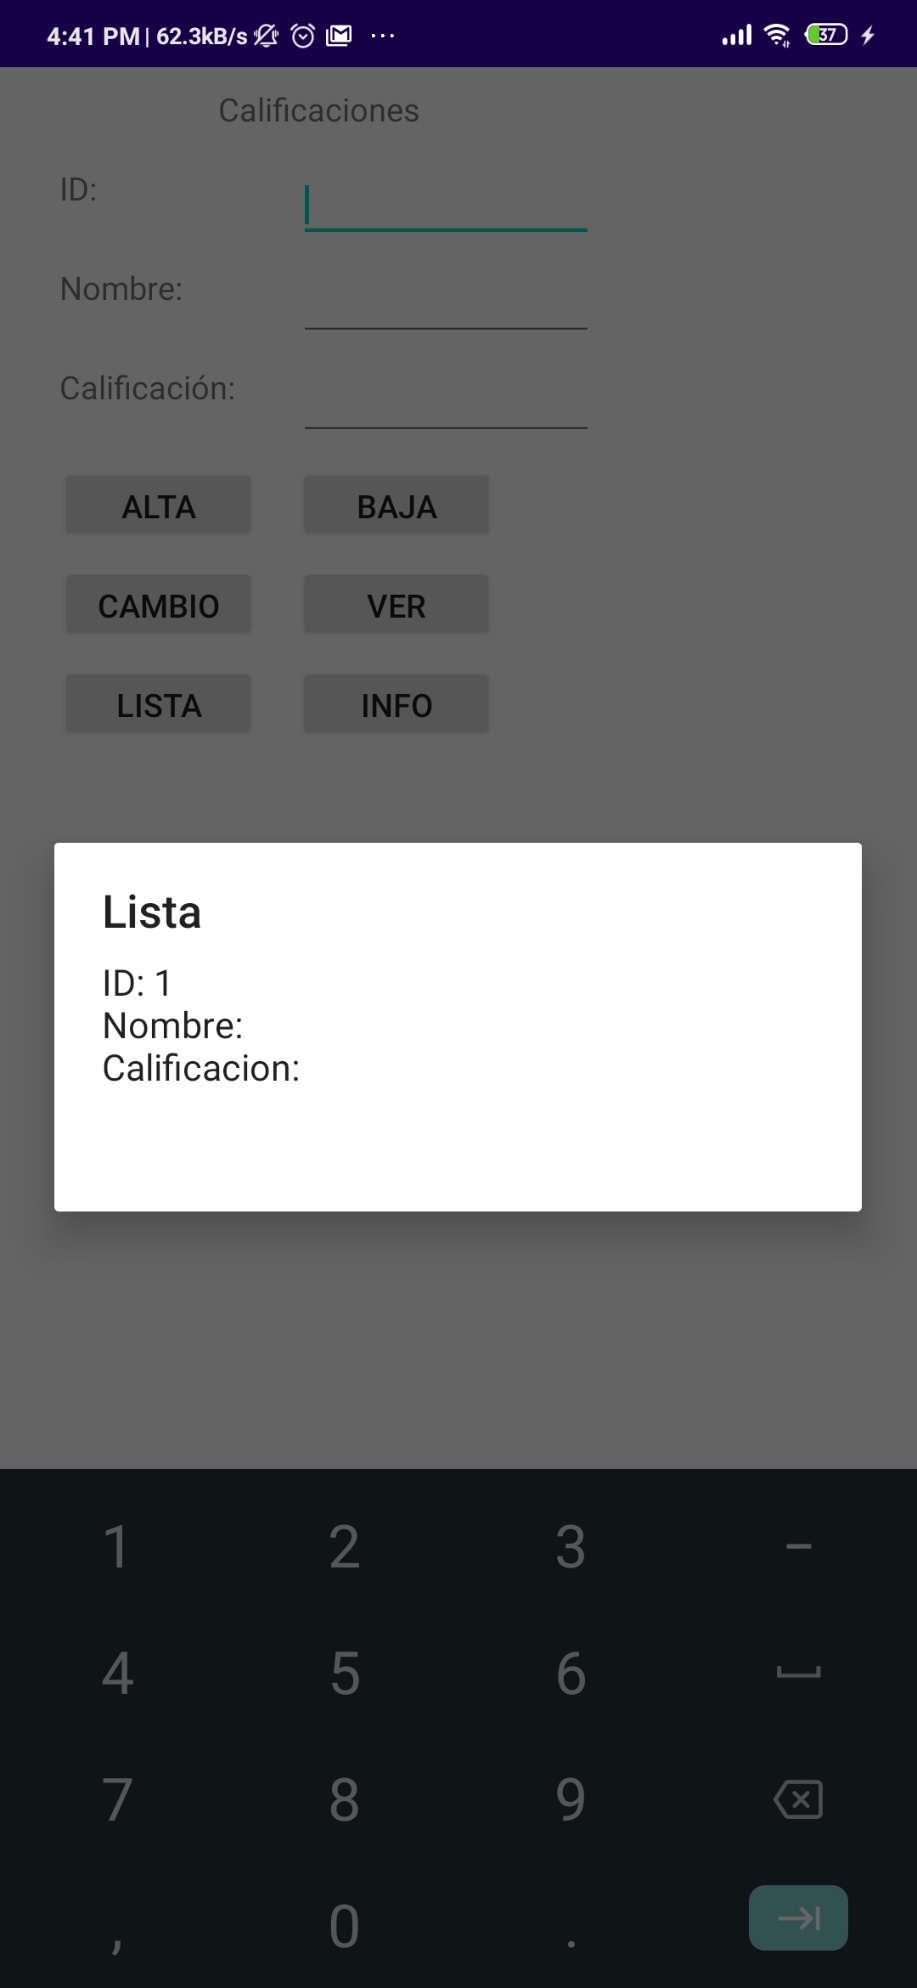 4:41 PM | 62.3kB/s ... 37
Calificaciones
ID:
Nombre:
Calificación:
ALTA BAJA
CAMBIO VER
LISTA INFO
Lista
ID: 1
Nombre:
Calificacion:
1 2 3 –
4 5 6
7 8 9
, 0 .